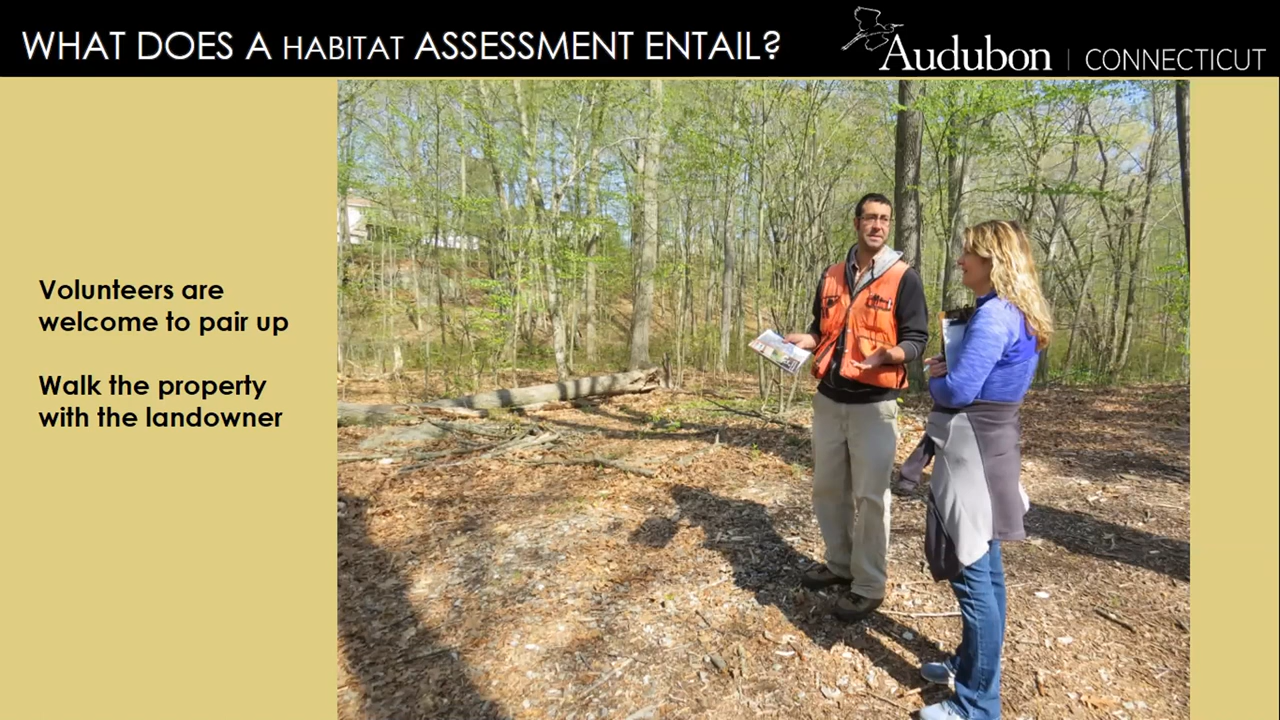 WHAT DOES A HABITAT ASSESSMENT ENTAIL?
Audubon | CONNECTICUT
Volunteers are
welcome to pair up
Walk the property
with the landowner